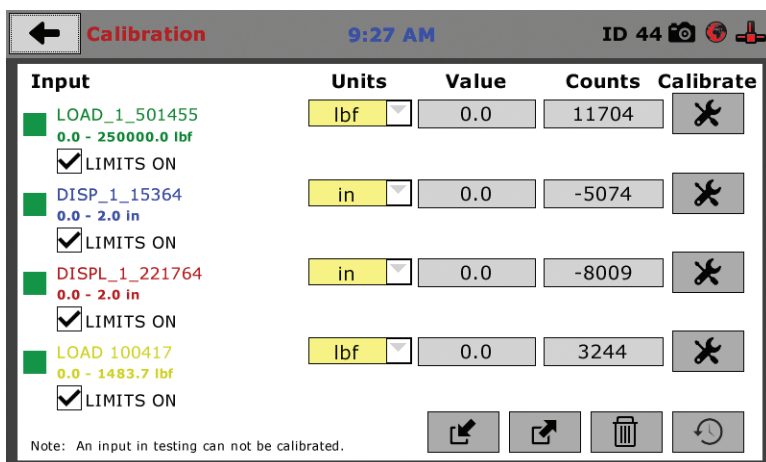 Calibration 9:27 AM ID 44
Input Units Value Counts Calibrate
LOAD_1_501455 lbf 0.0 11704
0.0 - 250000.0 lbf
LIMITS ON
DISP_1_15364 in 0.0 -5074
0.0 - 2.0 in
LIMITS ON
DISPL_1_221764 in 0.0 -8009
0.0 - 2.0 in
LIMITS ON
LOAD 100417 lbf 0.0 3244
0.0 - 1483.7 lbf
LIMITS ON
Note: An input in testing can not be calibrated.